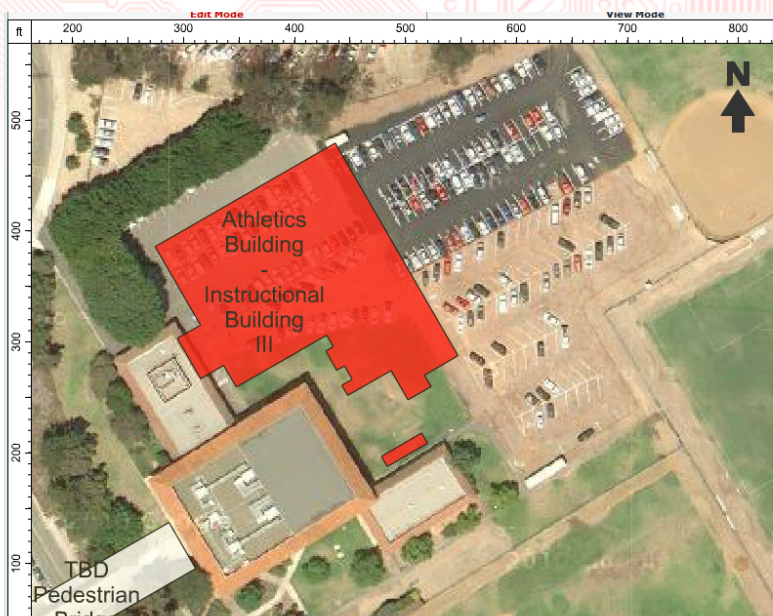 Edit Mode
View Mode
ft
200
300
400
500
600
700
800
500
400
300
200
100
N
Athletics
Building
-
Instructional
Building
III
TBD
Pedestrian
Bridge